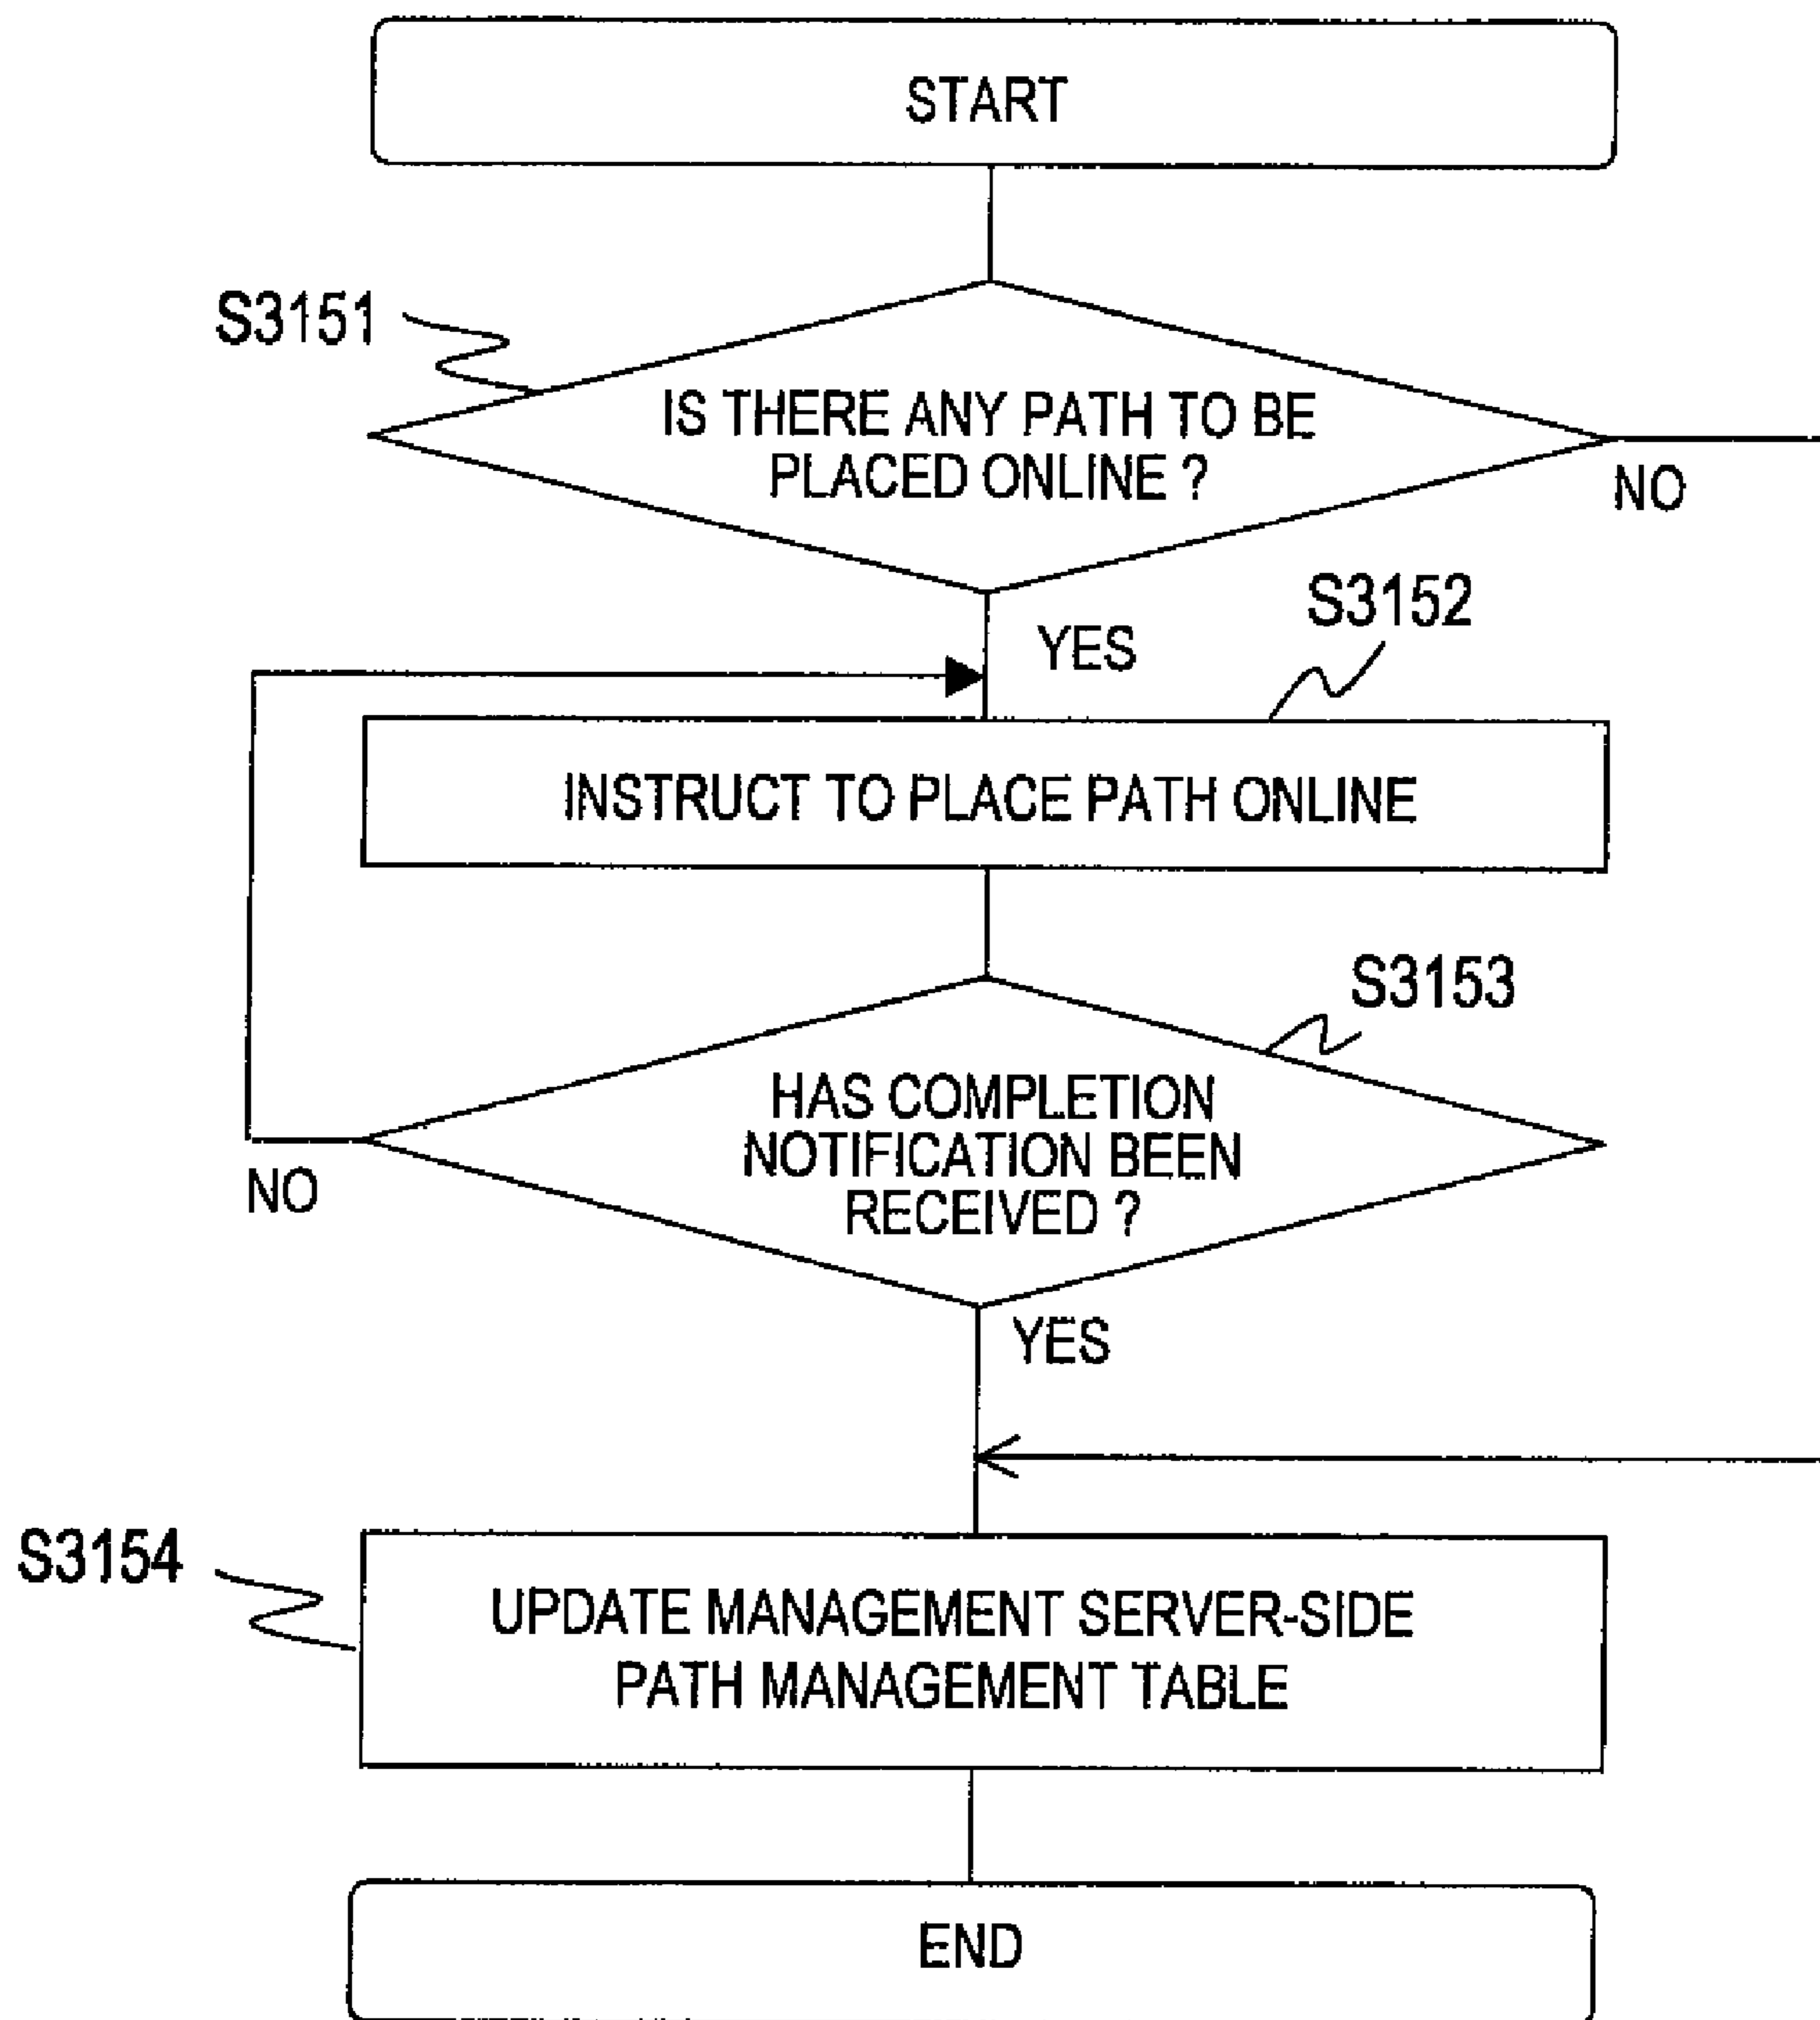 START
S3151
IS THERE ANY PATH TO BE
PLACED ONLINE ?
NO
YES
S3152
INSTRUCT TO PLACE PATH ONLINE
S3153
HAS COMPLETION
NOTIFICATION BEEN
RECEIVED ?
NO
YES
S3154
UPDATE MANAGEMENT SERVER-SIDE
PATH MANAGEMENT TABLE
END